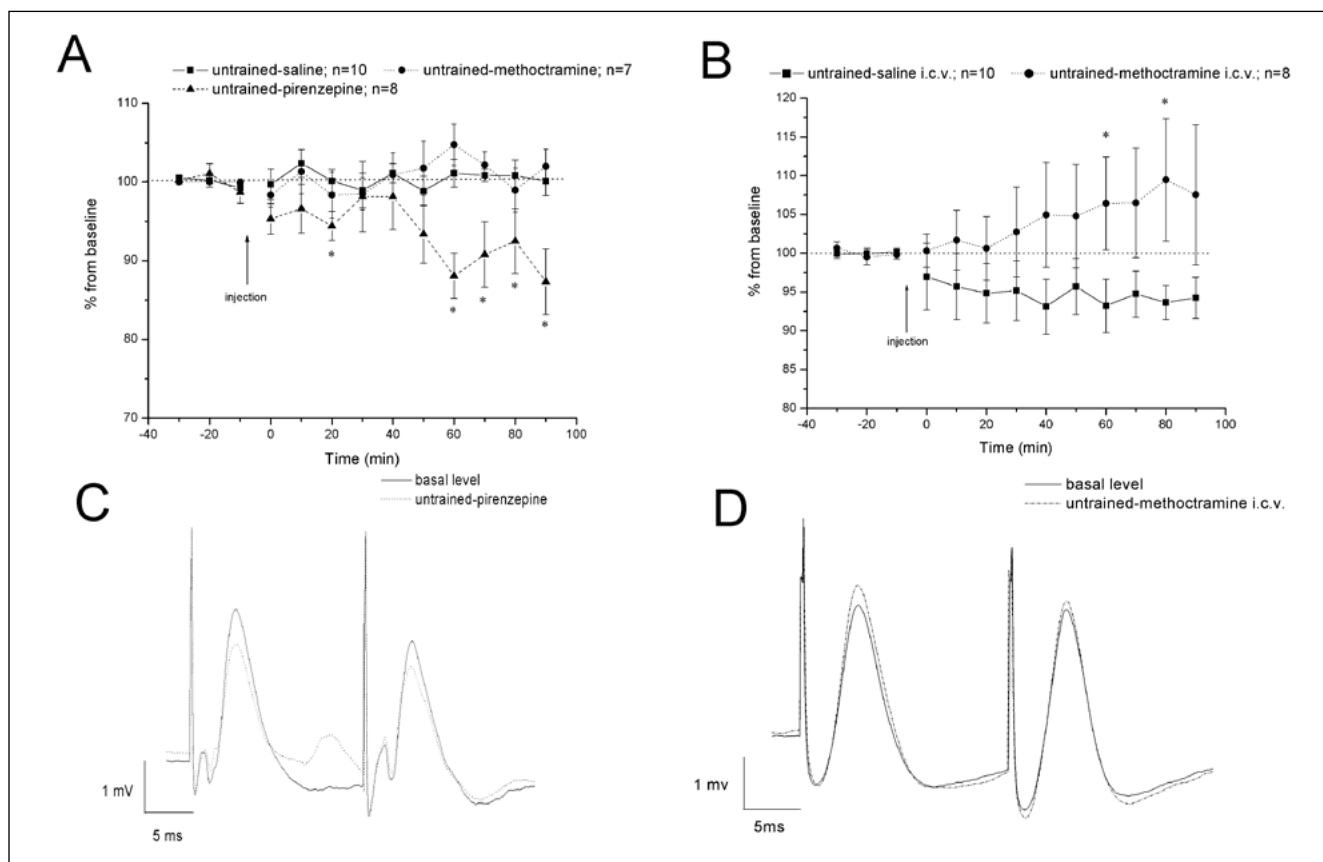 A
untrained-saline; n=10 untrained-methoctramine; n=7
untrained-pirenzepine; n=8
110
100
90
80
70
% from baseline
injection
* * * * *
-40 -20 0 20 40 60 80 100
Time (min)
B
untrained-saline i.c.v.; n=10 untrained-methoctramine i.c.v.; n=8
120
115
110
105
100
95
90
85
80
% from baseline
injection
* *
-40 -20 0 20 40 60 80 100
Time (min)
C
basal level
untrained-pirenzepine
1 mV
5 ms
D
basal level
untrained-methoctramine i.c.v.
1 mV
5ms